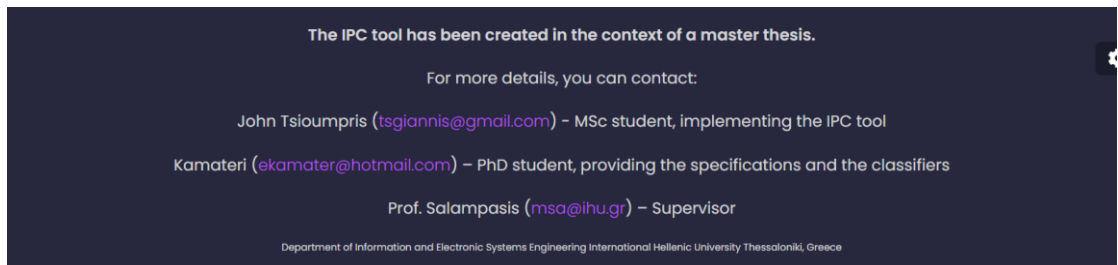 The IPC tool has been created in the context of a master thesis.
For more details, you can contact:
John Tsioumpris (tsgiannis@gmail.com) - MSc student, implementing the IPC tool
Kamateri (ekamater@hotmail.com) – PhD student, providing the specifications and the classifiers
Prof. Salampasis (msa@ihu.gr) – Supervisor
Department of Information and Electronic Systems Engineering International Hellenic University Thessaloniki, Greece